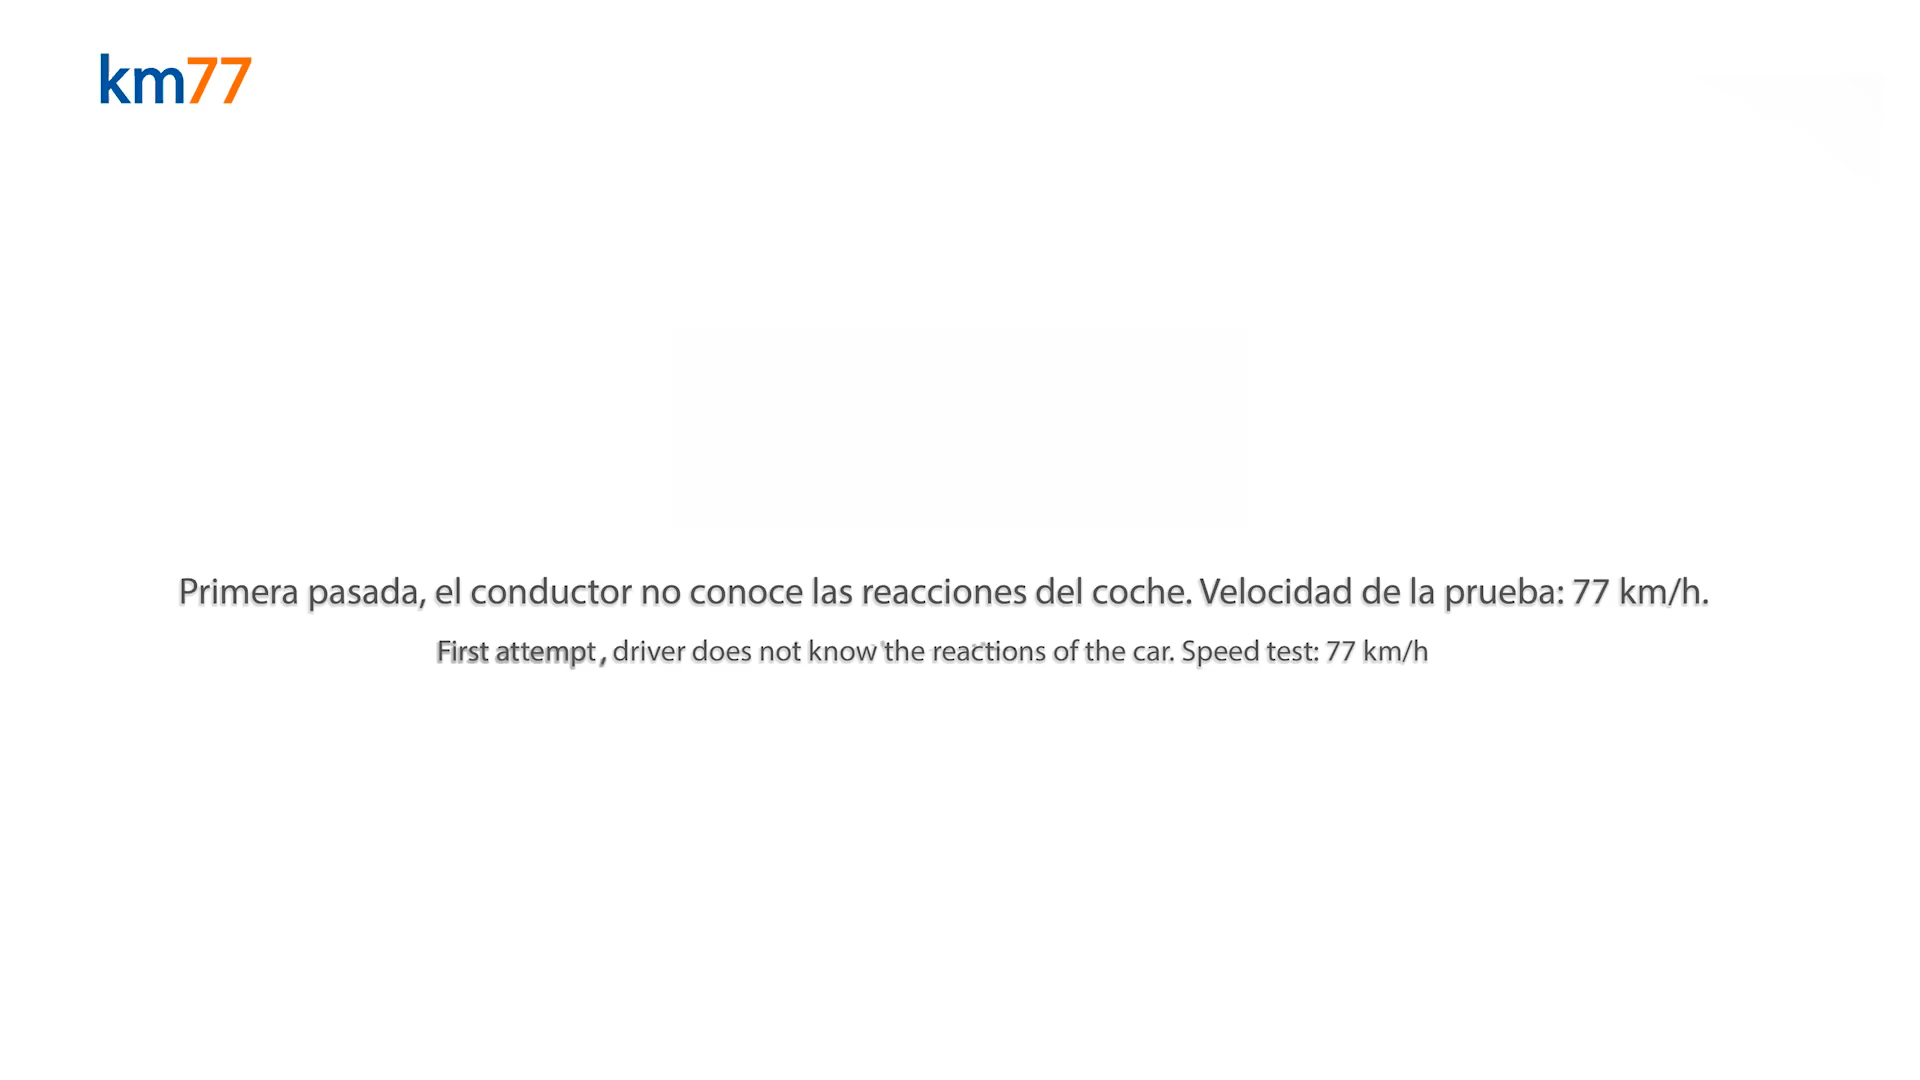 km77
Primera pasada, el conductor no conoce las reacciones del coche. Velocidad de la prueba: 77 km/h.
First attempt, driver does not know the reactions of the car. Speed test: 77 km/h